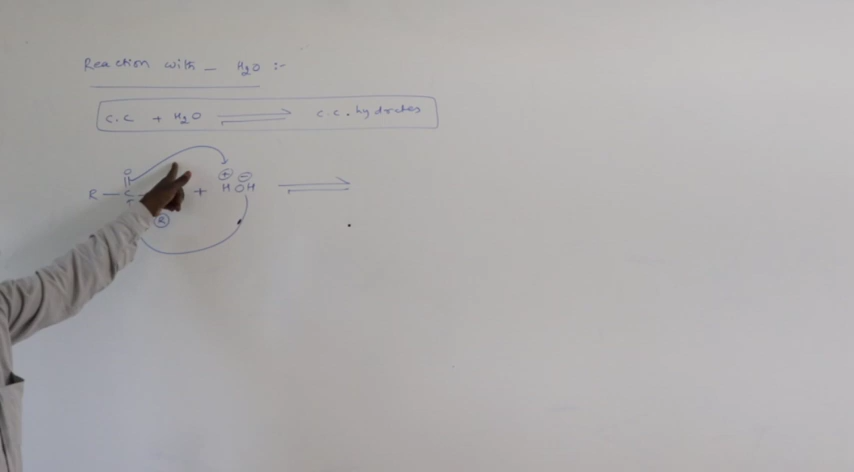 Reaction with - H₂O :-
C.C + H₂O ⇌ C.C. hydrates
O ⊕ ⊖
R - C + H OH ⇌
Ⓡ